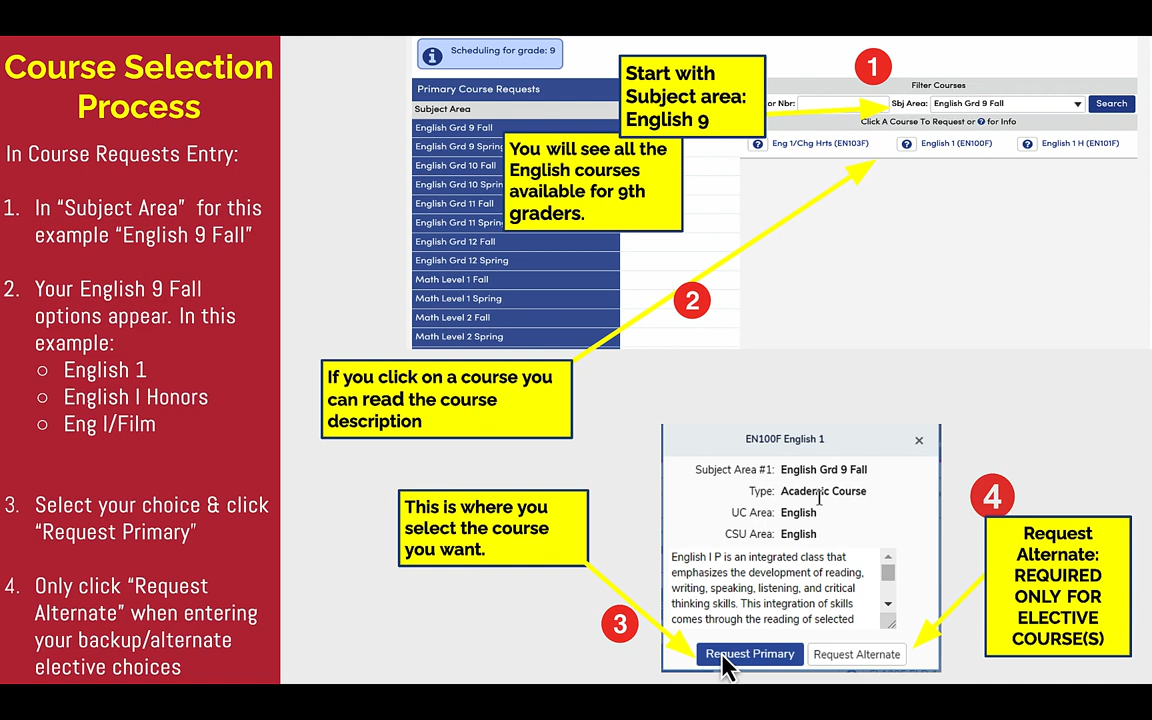 Course Selection
Process
In Course Requests Entry:
1. In “Subject Area” for this
example “English 9 Fall”
2. Your English 9 Fall
options appear. In this
example:
○ English 1
○ English I Honors
○ Eng I/Film
3. Select your choice & click
“Request Primary”
4. Only click “Request
Alternate” when entering
your backup/alternate
elective choices
Scheduling for grade: 9
Primary Course Requests
Subject Area
English Grd 9 Fall
English Grd 9 Spring
English Grd 10 Fall
English Grd 10 Sprin
English Grd 11 Fall
English Grd 11 Spring
English Grd 12 Fall
English Grd 12 Spring
Math Level 1 Fall
Math Level 1 Spring
Math Level 2 Fall
Math Level 2 Spring
Start with
Subject area:
English 9
1
Filter Courses
or Nbr: Sbj Area: English Grd 9 Fall Search
Click A Course To Request or ? for Info
? Eng 1/Chg Hrts (EN103F) ? English 1 (EN100F) ? English 1 H (EN101F)
You will see all the
English courses
available for 9th
graders.
2
If you click on a course you
can read the course
description
This is where you
select the course
you want.
3
EN100F English 1 ×
Subject Area #1: English Grd 9 Fall
Type: Academic Course
UC Area: English
CSU Area: English
English I P is an integrated class that
emphasizes the development of reading,
writing, speaking, listening, and critical
thinking skills. This integration of skills
comes through the reading of selected
Request Primary Request Alternate
4
Request
Alternate:
REQUIRED
ONLY FOR
ELECTIVE
COURSE(S)